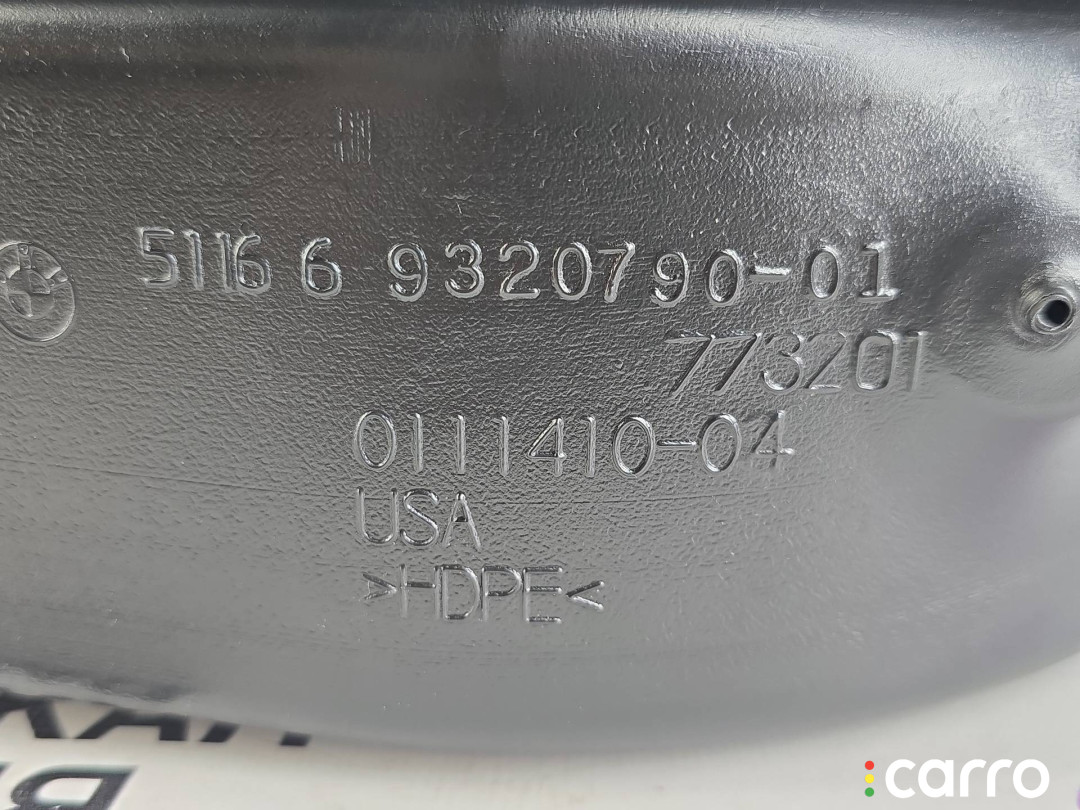 5116 6 9320790-01
773201
0111410-04
USA
>HDPE<
carro